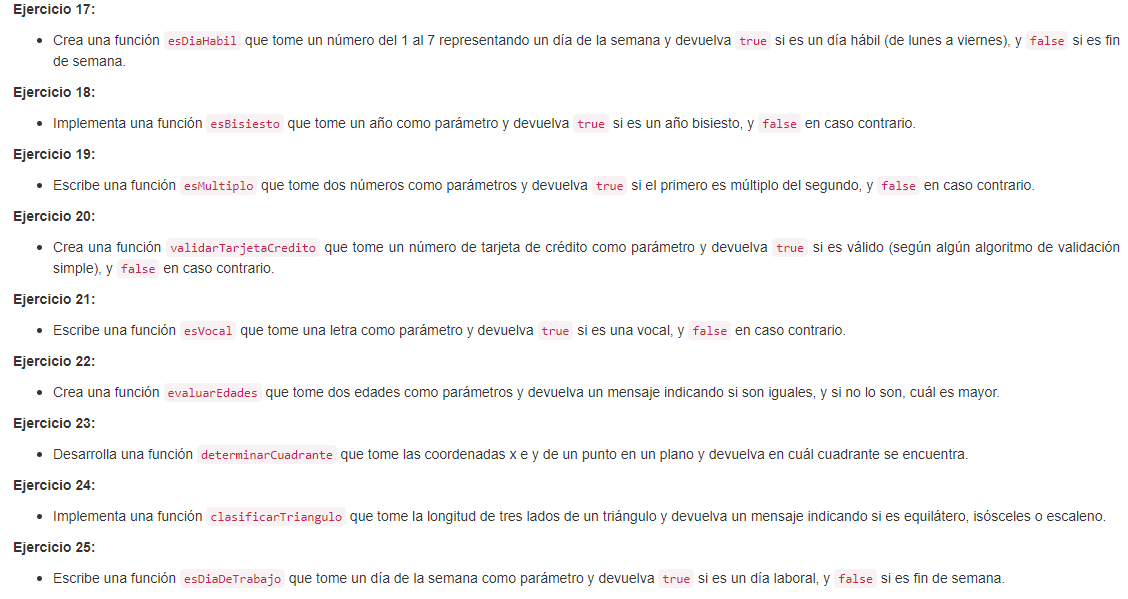 Ejercicio 17:
• Crea una función esDiaHabil que tome un número del 1 al 7 representando un día de la semana y devuelva true si es un día hábil (de lunes a viernes), y false si es fin
de semana.
Ejercicio 18:
• Implementa una función esBisiesto que tome un año como parámetro y devuelva true si es un año bisiesto, y false en caso contrario.
Ejercicio 19:
• Escribe una función esMultiplo que tome dos números como parámetros y devuelva true si el primero es múltiplo del segundo, y false en caso contrario.
Ejercicio 20:
• Crea una función validarTarjetaCredito que tome un número de tarjeta de crédito como parámetro y devuelva true si es válido (según algún algoritmo de validación
simple), y false en caso contrario.
Ejercicio 21:
• Escribe una función esVocal que tome una letra como parámetro y devuelva true si es una vocal, y false en caso contrario.
Ejercicio 22:
• Crea una función evaluarEdades que tome dos edades como parámetros y devuelva un mensaje indicando si son iguales, y si no lo son, cuál es mayor.
Ejercicio 23:
• Desarrolla una función determinarCuadrante que tome las coordenadas x e y de un punto en un plano y devuelva en cuál cuadrante se encuentra.
Ejercicio 24:
• Implementa una función clasificarTriangulo que tome la longitud de tres lados de un triángulo y devuelva un mensaje indicando si es equilátero, isósceles o escaleno.
Ejercicio 25:
• Escribe una función esDiaDeTrabajo que tome un día de la semana como parámetro y devuelva true si es un día laboral, y false si es fin de semana.